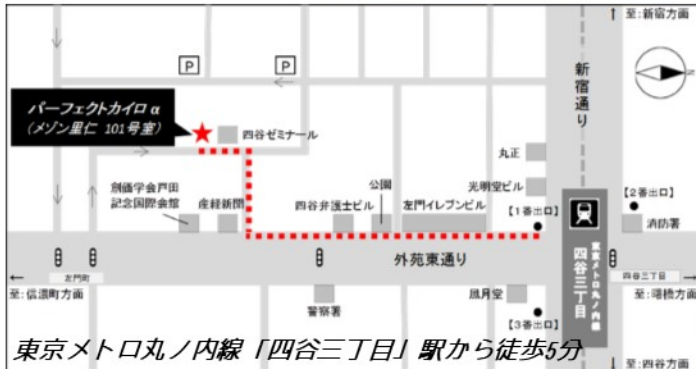 至:新宿方面
P
P
N
新宿通り
パーフェクトカイロ α
(メゾン里仁 101号室)
四谷ゼミナール
丸正
創価学会戸田
記念国際会館
産経新聞
公園
四谷弁護士ビル
左門イレブンビル
光明堂ビル
【1番出口】
【2番出口】
消防署
東京メトロ丸ノ内線
四谷三丁目
外苑東通り
左門町
四谷三丁目
至:信濃町方面
至:曙橋方面
警察署
風月堂
【3番出口】
東京メトロ丸ノ内線「四谷三丁目」駅から徒歩5分
至:四谷方面